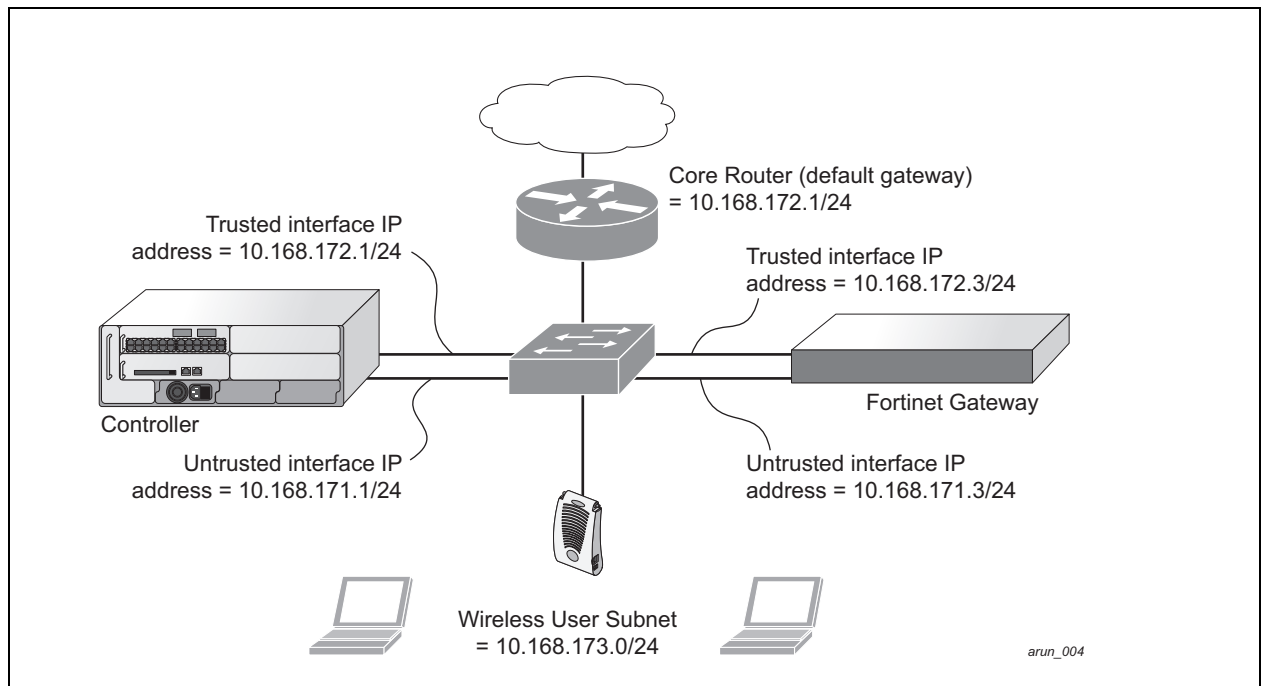 Core Router (default gateway)
= 10.168.172.1/24
Trusted interface IP
address = 10.168.172.1/24
Trusted interface IP
address = 10.168.172.3/24
Controller
Fortinet Gateway
Untrusted interface IP
address = 10.168.171.1/24
Untrusted interface IP
address = 10.168.171.3/24
Wireless User Subnet
= 10.168.173.0/24
arun_004